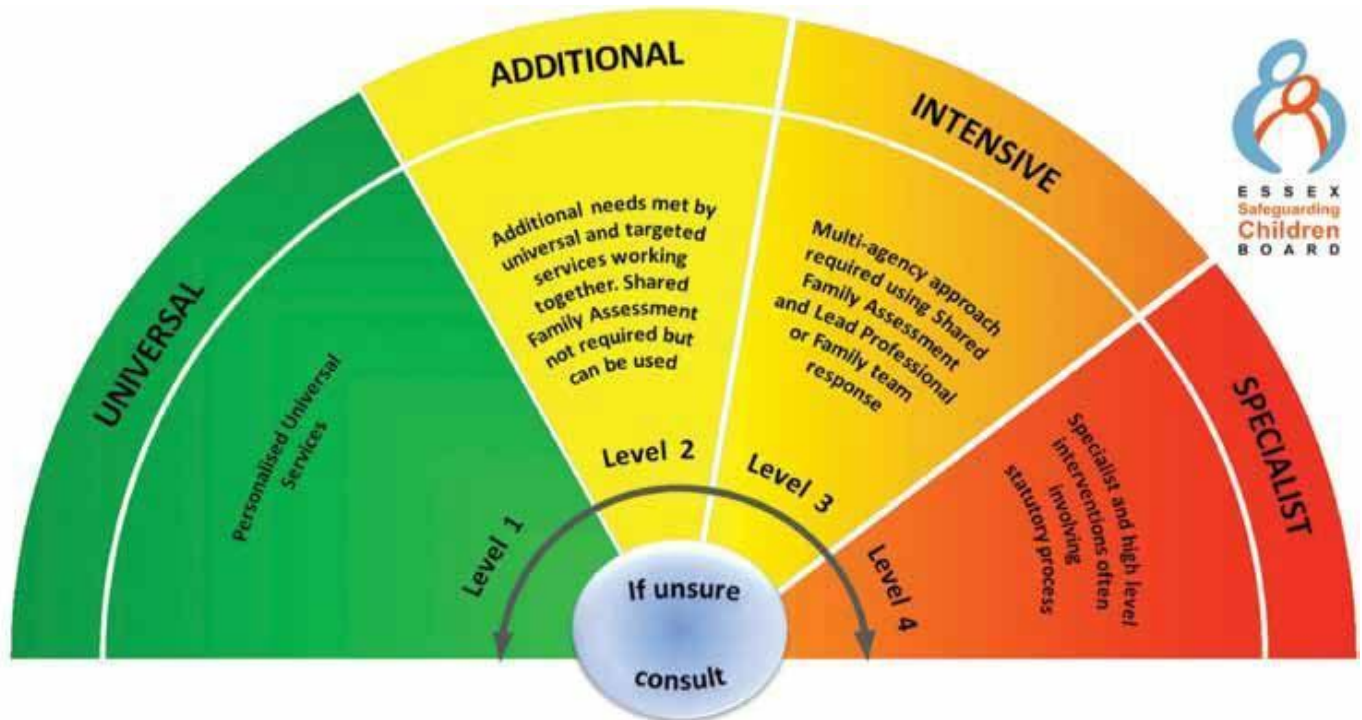 UNIVERSAL
Personalised Universal
Services
Level 1
ADDITIONAL
Additional needs met by
universal and targeted
services working
together. Shared
Family Assessment
not required but
can be used
Level 2
INTENSIVE
Multi-agency approach
required using Shared
Family Assessment
and Lead Professional
or Family team
response
Level 3
SPECIALIST
Specialist and high level
interventions often
involving
statutory process
Level 4
If unsure
consult
ESSEX
Safeguarding
Children
BOARD